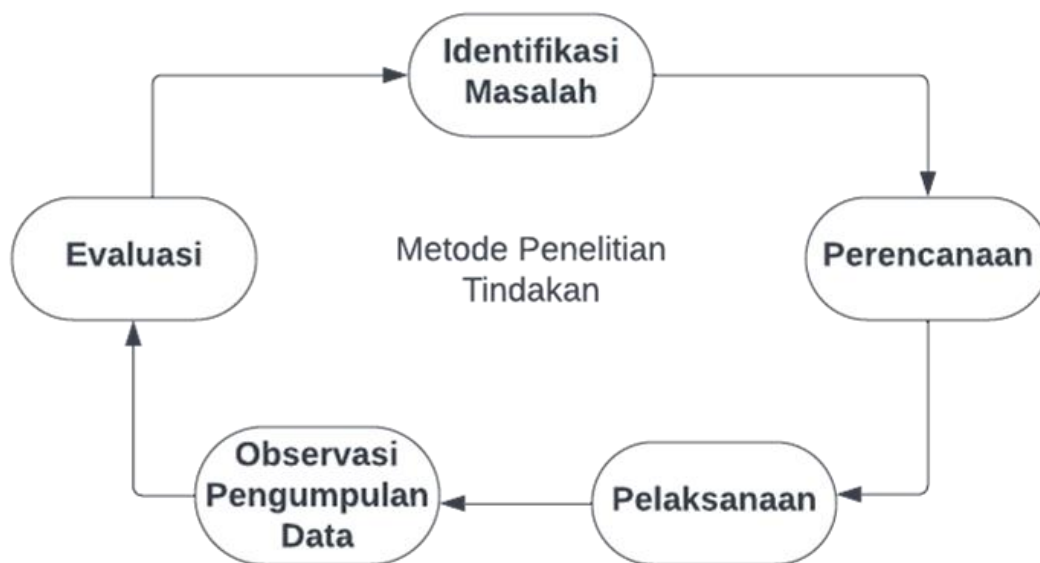 Identifikasi
Masalah
Evaluasi
Metode Penelitian
Tindakan
Perencanaan
Observasi
Pengumpulan
Data
Pelaksanaan